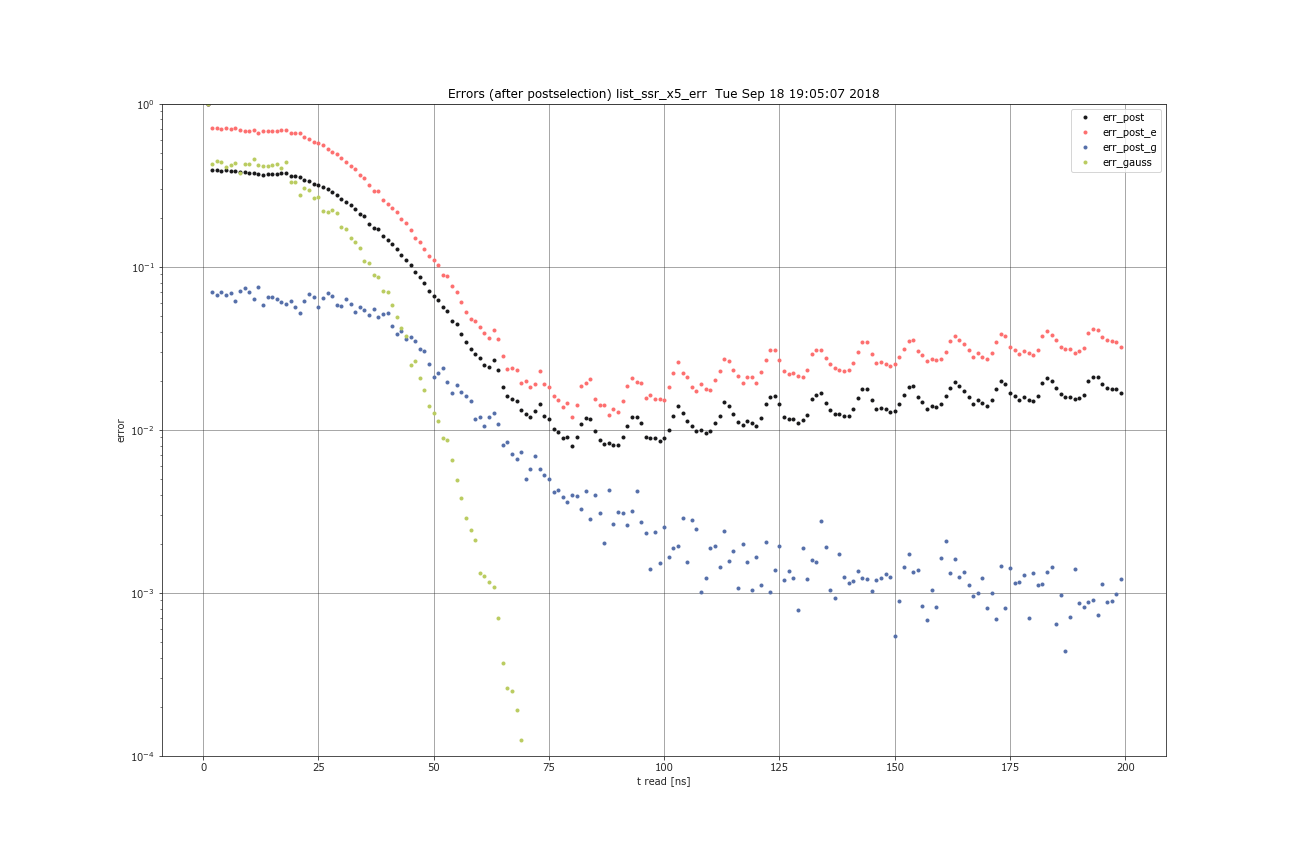 Errors (after postselection) list_ssr_x5_err  Tue Sep 18 19:05:07 2018
10^0
10^-1
10^-2
10^-3
10^-4
error
err_post
err_post_e
err_post_g
err_gauss
0 25 50 75 100 125 150 175 200
t read [ns]